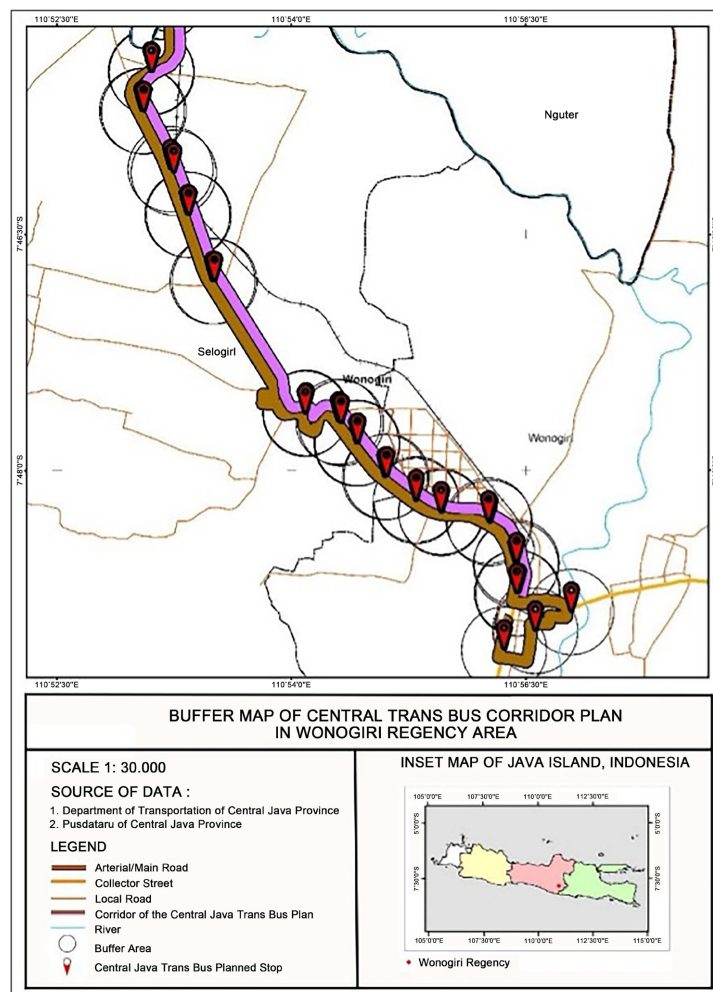 110°52'30"E 110°54'0"E 110°56'30"E
Nguter
7°46'30"S
Selogirl
Wonogiri
Wonogiri
7°48'0"S
110°52'30"E 110°54'0"E 110°56'30"E
BUFFER MAP OF CENTRAL TRANS BUS CORRIDOR PLAN
IN WONOGIRI REGENCY AREA
SCALE 1: 30.000
SOURCE OF DATA :
1. Department of Transportation of Central Java Province
2. Pusdataru of Central Java Province
LEGEND
Arterial/Main Road
Collector Street
Local Road
Corridor of the Central Java Trans Bus Plan
River
Buffer Area
Central Java Trans Bus Planned Stop
INSET MAP OF JAVA ISLAND, INDONESIA
105°0'0"E 107°30'0"E 110°0'0"E 112°30'0"E
5°0'0"S 5°0'0"S
7°30'0"S 7°30'0"S
105°0'0"E 107°30'0"E 110°0'0"E 112°30'0"E 115°0'0"E
Wonogiri Regency